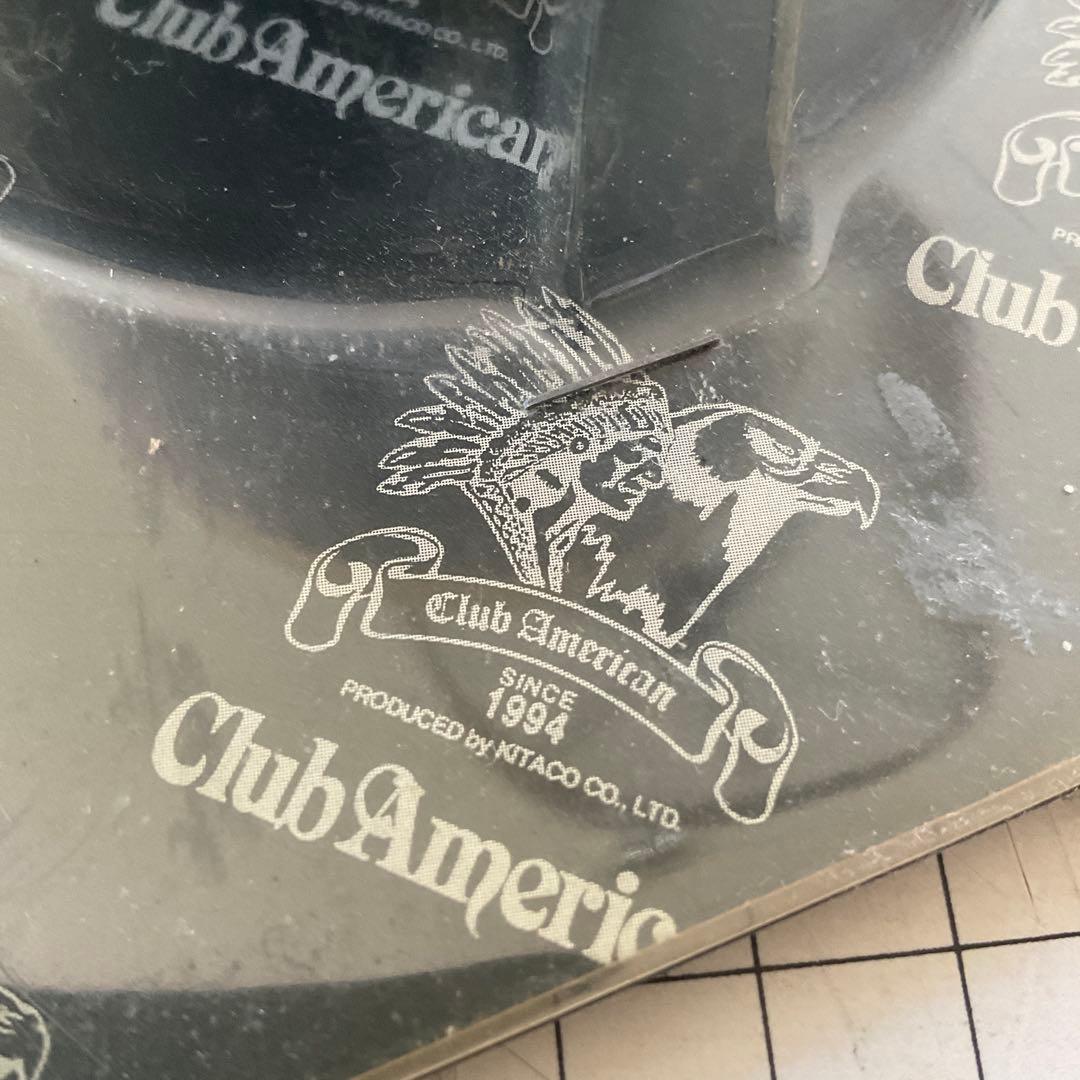 PRODUCED by KITACO CO., LTD.
Club American
Club
Club American
SINCE
1994
PRODUCED by KITACO CO., LTD.
Club Americ